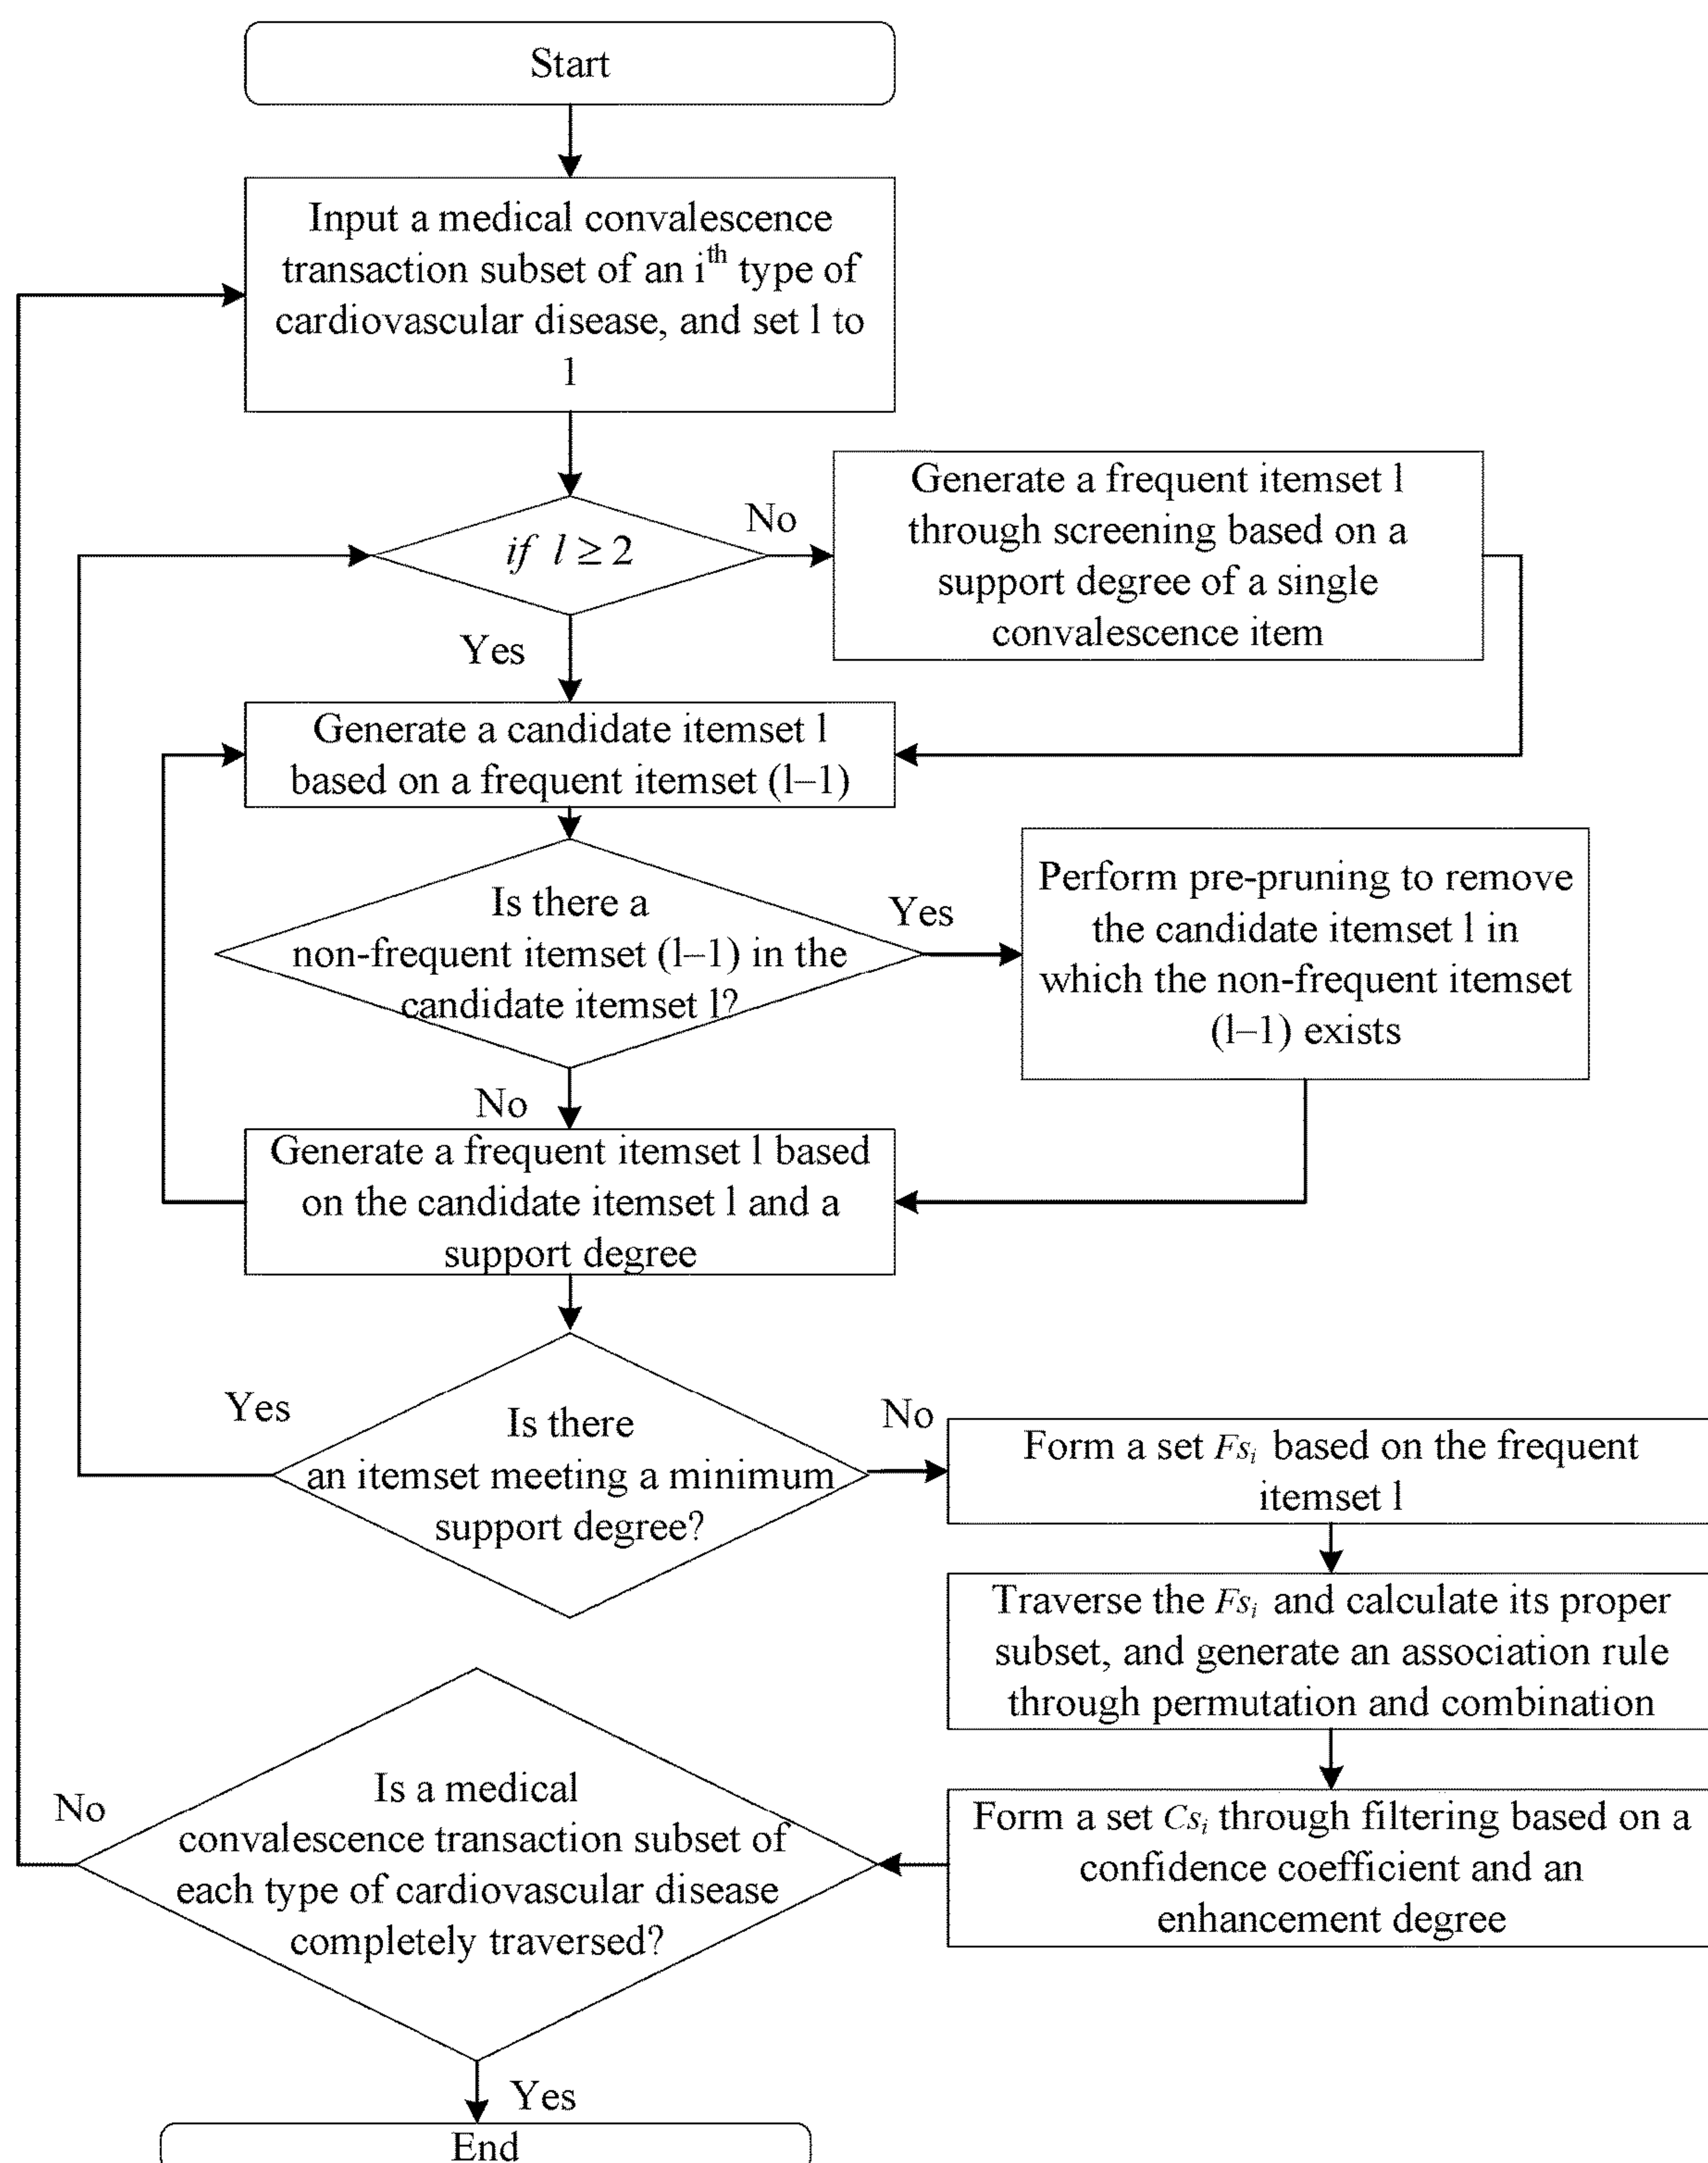 Start
Input a medical convalescence
transaction subset of an i^th type of
cardiovascular disease, and set l to
1
if l ≥ 2
No
Generate a frequent itemset l
through screening based on a
support degree of a single
convalescence item
Yes
Generate a candidate itemset l
based on a frequent itemset (l–1)
Is there a
non-frequent itemset (l–1) in the
candidate itemset l?
Yes
Perform pre-pruning to remove
the candidate itemset l in
which the non-frequent itemset
(l–1) exists
No
Generate a frequent itemset l based
on the candidate itemset l and a
support degree
Yes
Is there
an itemset meeting a minimum
support degree?
No
Form a set Fs_i based on the frequent
itemset l
Traverse the Fs_i and calculate its proper
subset, and generate an association rule
through permutation and combination
Form a set Cs_i through filtering based on a
confidence coefficient and an
enhancement degree
No
Is a medical
convalescence transaction subset of
each type of cardiovascular disease
completely traversed?
Yes
End